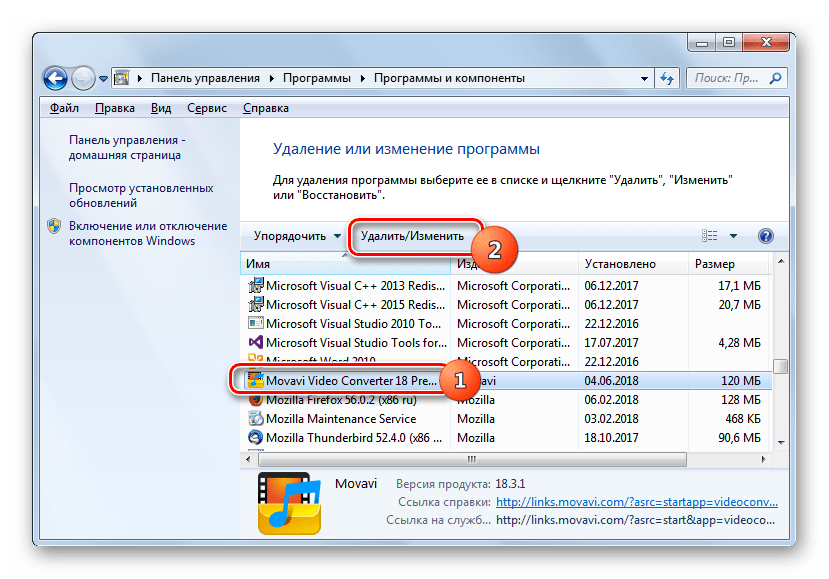 Панель управления Программы Программы и компоненты Поиск: Пр...
Файл Правка Вид Сервис Справка
Панель управления -
домашняя страница
Просмотр установленных
обновлений
Включение или отключение
компонентов Windows
Удаление или изменение программы
Для удаления программы выберите ее в списке и щелкните "Удалить", "Изменить"
или "Восстановить".
Упорядочить Удалить/Изменить 2
Имя Установлено Размер
Microsoft Visual C++ 2013 Redis... Microsoft Corporati... 06.12.2017 17,1 МБ
Microsoft Visual C++ 2015 Redis... Microsoft Corporati... 06.12.2017 20,7 МБ
Microsoft Visual Studio 2010 To... Microsoft Corporati... 22.12.2016
Microsoft Visual Studio Tools for... Microsoft Corporati... 17.07.2017 4,28 МБ
Microsoft Word 2010 Microsoft Corporati... 22.12.2016
Movavi Video Converter 18 Pre... 1 Movavi 04.06.2018 120 МБ
Mozilla Firefox 56.0.2 (x86 ru) Mozilla 06.02.2018 128 МБ
Mozilla Maintenance Service Mozilla 03.02.2018 468 КБ
Mozilla Thunderbird 52.4.0 (x86 ... Mozilla 18.10.2017 90,6 МБ
Movavi Версия продукта: 18.3.1
Ссылка справки: http://links.movavi.com/?asrc=startapp=videoconv...
Ссылка на служб... http://links.movavi.com/?asrc=start&app=videoco...